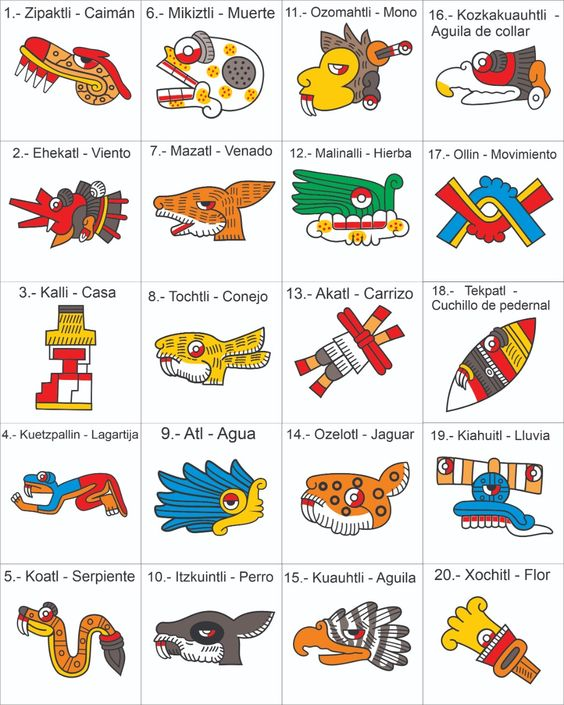 1.- Zipaktli - Caimán
2.- Ehekatl - Viento
3.- Kalli - Casa
4.- Kuetzpallin - Lagartija
5.- Koatl - Serpiente
6.- Mikiztli - Muerte
7.- Mazatl - Venado
8.- Tochtli - Conejo
9.- Atl - Agua
10.- Itzkuintli - Perro
11.- Ozomahtli - Mono
12.- Malinalli - Hierba
13.- Akatl - Carrizo
14.- Ozelotl - Jaguar
15.- Kuauhtli - Aguila
16.- Kozkakuauhtli -
Aguila de collar
17.- Ollin - Movimiento
18.- Tekpatl -
Cuchillo de pedernal
19.- Kiahuitl - Lluvia
20.- Xochitl - Flor